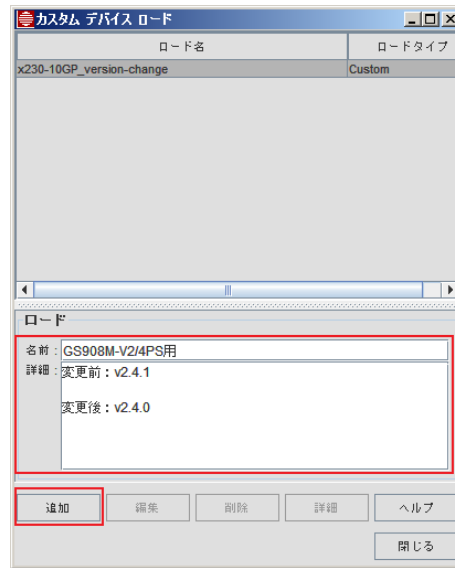 カスタム デバイス ロード
ロード名 ロードタイプ
x230-10GP_version-change Custom
ロード
名前 : GS908M-V2/4PS用
詳細 : 変更前:v2.4.1
変更後:v2.4.0
追加 編集 削除 詳細 ヘルプ
閉じる